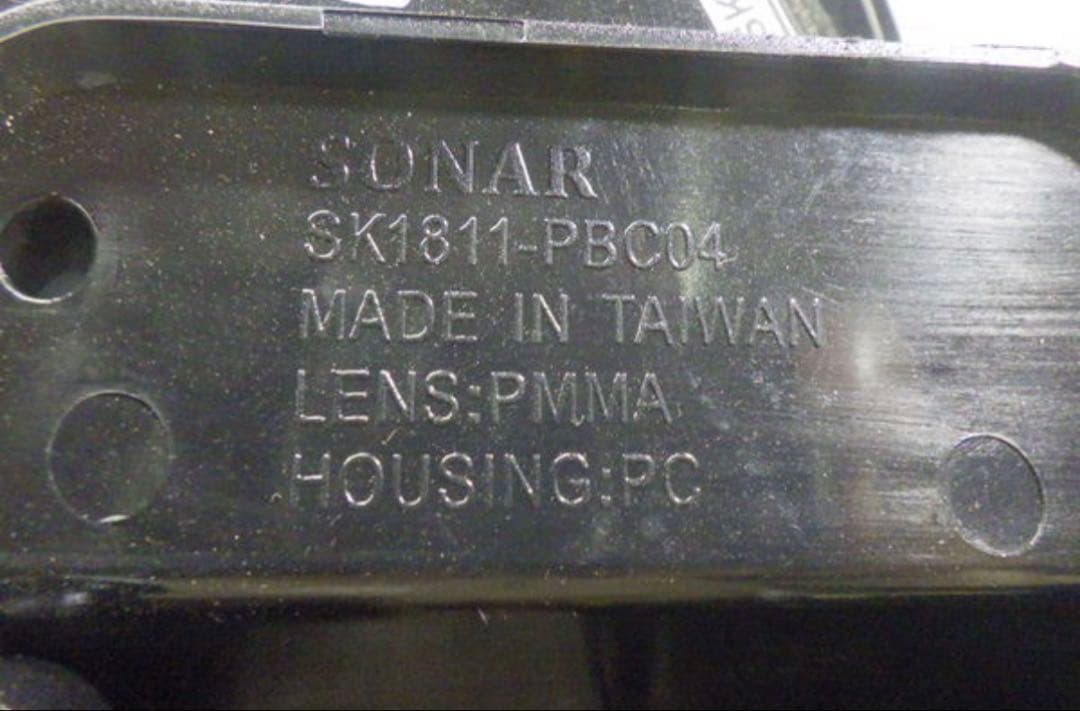 SONAR
SK1811-PBC04
MADE IN TAIWAN
LENS:PMMA
HOUSING:PC